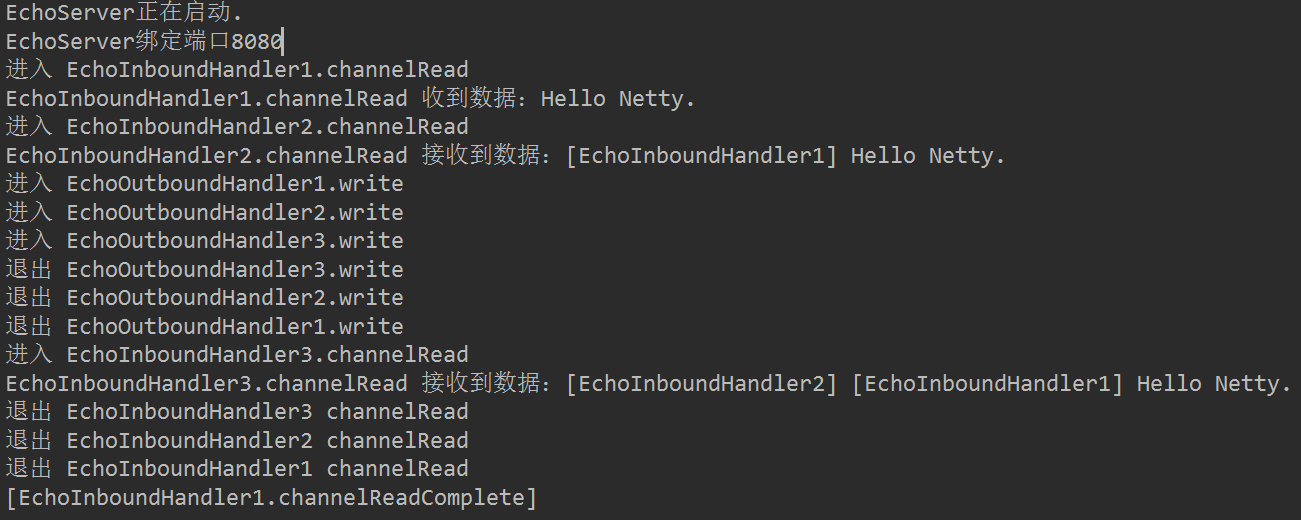 EchoServer正在启动.
EchoServer绑定端口8080
进入 EchoInboundHandler1.channelRead
EchoInboundHandler1.channelRead 收到数据：Hello Netty.
进入 EchoInboundHandler2.channelRead
EchoInboundHandler2.channelRead 接收到数据：[EchoInboundHandler1] Hello Netty.
进入 EchoOutboundHandler1.write
进入 EchoOutboundHandler2.write
进入 EchoOutboundHandler3.write
退出 EchoOutboundHandler3.write
退出 EchoOutboundHandler2.write
退出 EchoOutboundHandler1.write
进入 EchoInboundHandler3.channelRead
EchoInboundHandler3.channelRead 接收到数据：[EchoInboundHandler2] [EchoInboundHandler1] Hello Netty.
退出 EchoInboundHandler3 channelRead
退出 EchoInboundHandler2 channelRead
退出 EchoInboundHandler1 channelRead
[EchoInboundHandler1.channelReadComplete]